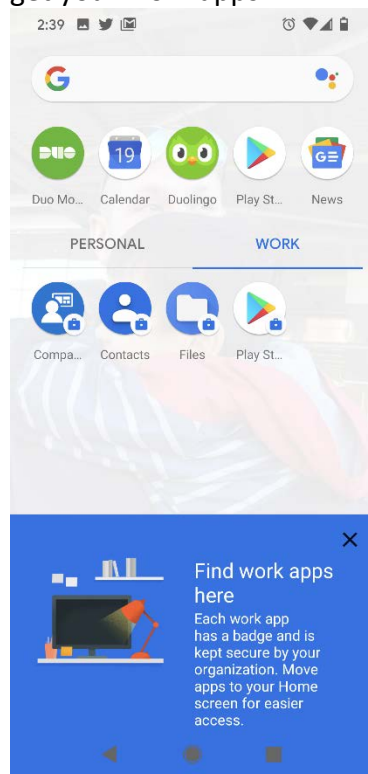 2:39
DUO
19
G≡
Duo Mo... Calendar Duolingo Play St... News
PERSONAL WORK
Compa... Contacts Files Play St...
Find work apps
here
Each work app
has a badge and is
kept secure by your
organization. Move
apps to your Home
screen for easier
access.